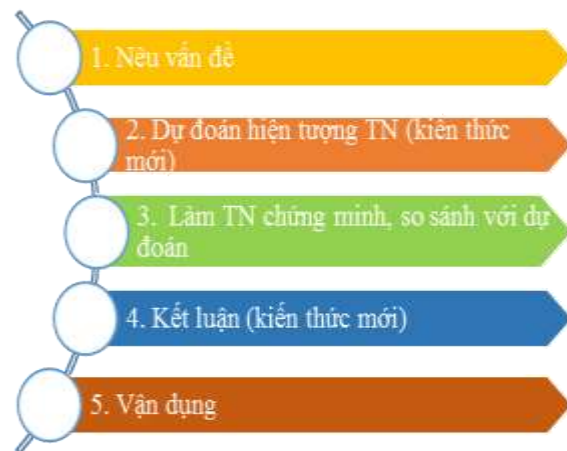 1. Nêu vấn đề
2. Dự đoán hiện tượng TN (kiến thức
mới)
3. Làm TN chứng minh, so sánh với dự
đoán
4. Kết luận (kiến thức mới)
5. Vận dụng